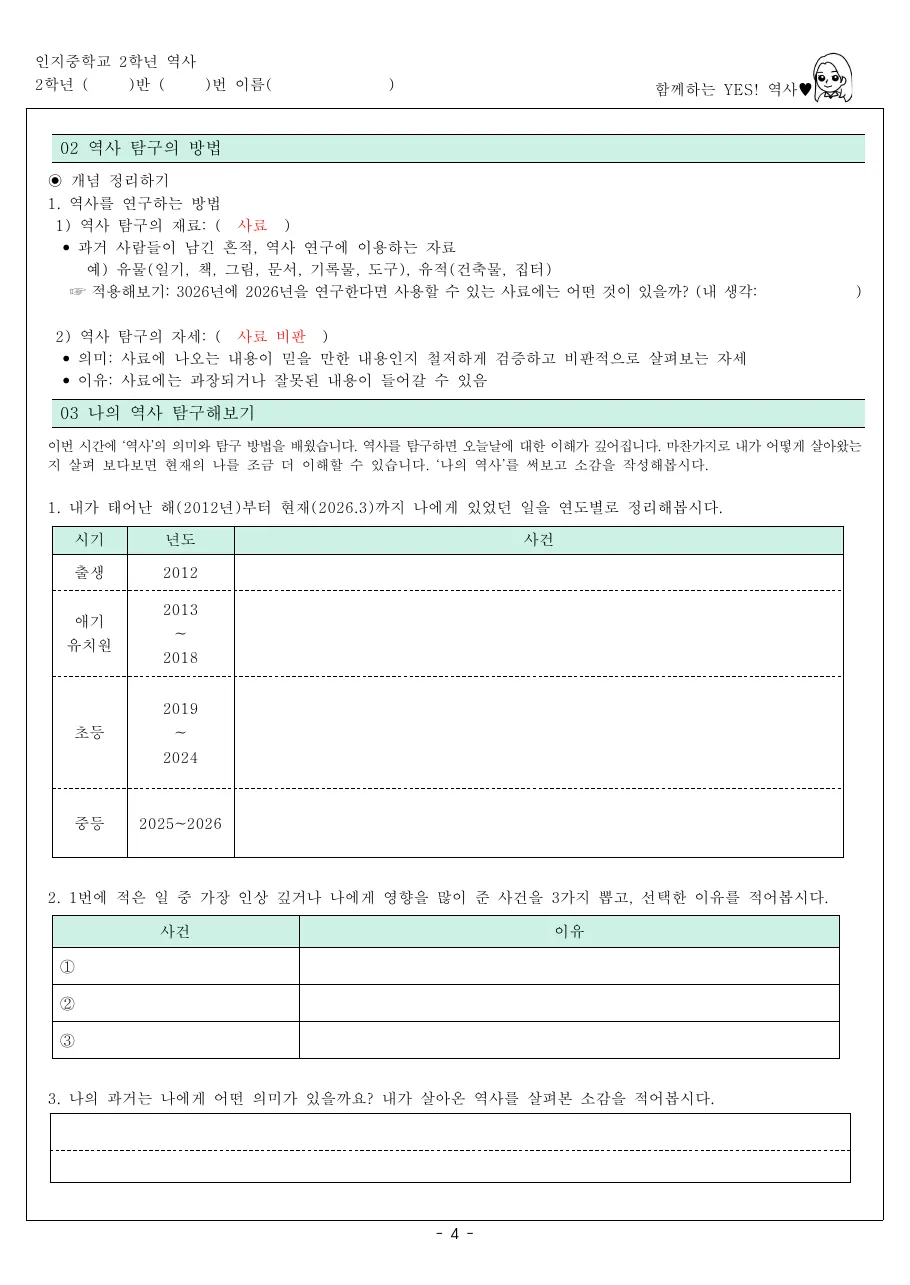 인지중학교 2학년 역사
2학년 (     )반 (     )번 이름(               )
함께하는 YES! 역사♥
02 역사 탐구의 방법
◉ 개념 정리하기
1. 역사를 연구하는 방법
1) 역사 탐구의 재료: (  사료  )
• 과거 사람들이 남긴 흔적, 역사 연구에 이용하는 자료
예) 유물(일기, 책, 그림, 문서, 기록물, 도구), 유적(건축물, 집터)
☞ 적용해보기: 3026년에 2026년을 연구한다면 사용할 수 있는 사료에는 어떤 것이 있을까? (내 생각:               )
2) 역사 탐구의 자세: (  사료 비판  )
• 의미: 사료에 나오는 내용이 믿을 만한 내용인지 철저하게 검증하고 비판적으로 살펴보는 자세
• 이유: 사료에는 과장되거나 잘못된 내용이 들어갈 수 있음
03 나의 역사 탐구해보기
이번 시간에 ‘역사’의 의미와 탐구 방법을 배웠습니다. 역사를 탐구하면 오늘날에 대한 이해가 깊어집니다. 마찬가지로 내가 어떻게 살아왔는
지 살펴 보다보면 현재의 나를 조금 더 이해할 수 있습니다. ‘나의 역사’를 써보고 소감을 작성해봅시다.
1. 내가 태어난 해(2012년)부터 현재(2026.3)까지 나에게 있었던 일을 연도별로 정리해봅시다.
시기 년도 사건
출생 2012
애기
유치원
2013
~
2018
초등
2019
~
2024
중등 2025~2026
2. 1번에 적은 일 중 가장 인상 깊거나 나에게 영향을 많이 준 사건을 3가지 뽑고, 선택한 이유를 적어봅시다.
사건 이유
①
②
③
3. 나의 과거는 나에게 어떤 의미가 있을까요? 내가 살아온 역사를 살펴본 소감을 적어봅시다.
- 4 -